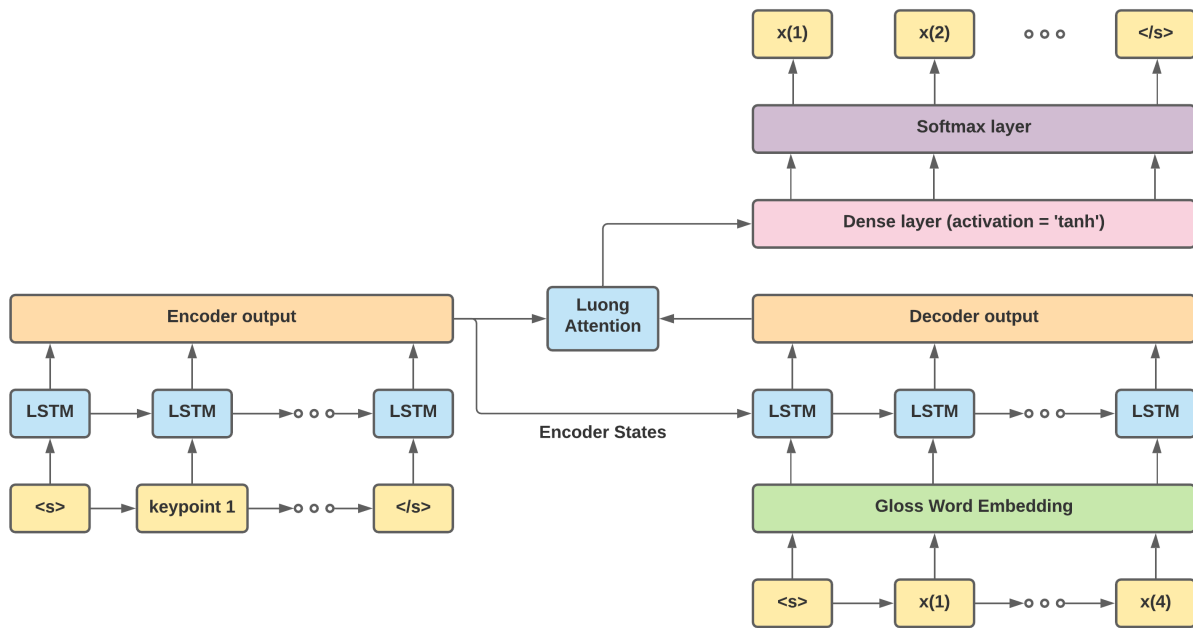 x(1)
x(2)
</s>
Softmax layer
Dense layer (activation = 'tanh')
Encoder output
Luong
Attention
Decoder output
LSTM
LSTM
LSTM
LSTM
LSTM
LSTM
Encoder States
<s>
keypoint 1
</s>
Gloss Word Embedding
<s>
x(1)
x(4)